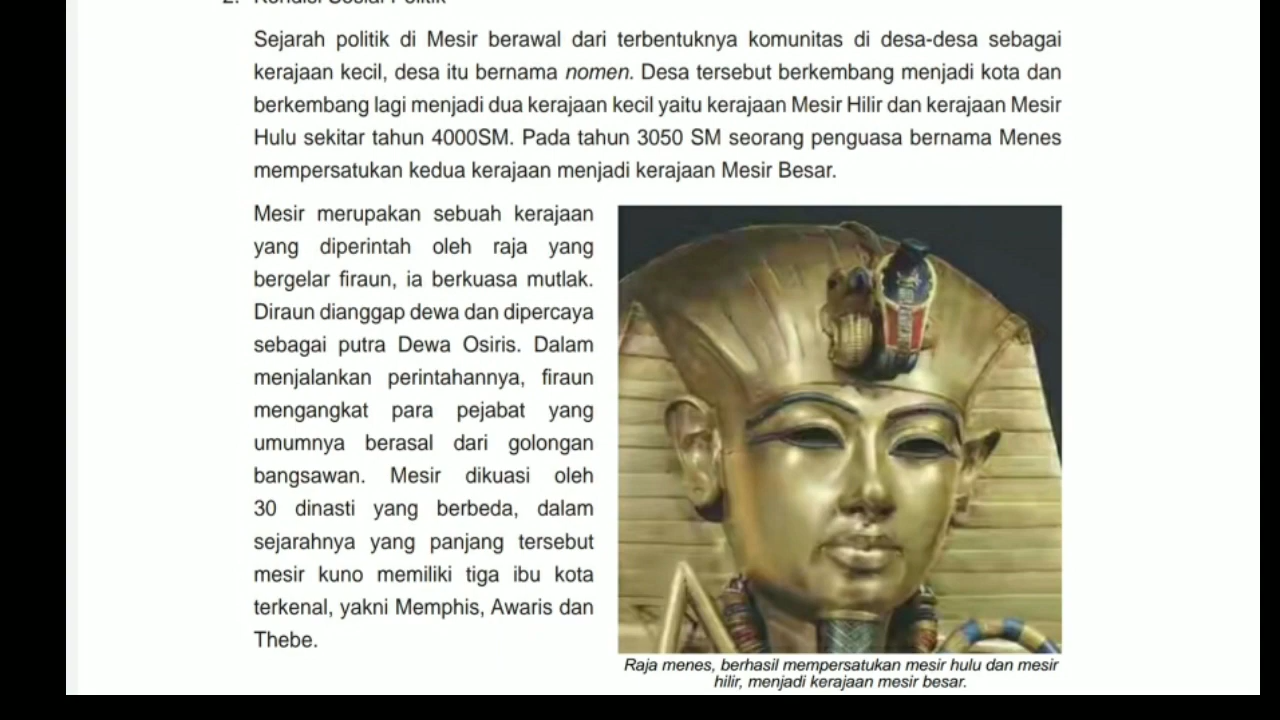 2. Kondisi Sosial Politik
Sejarah politik di Mesir berawal dari terbentuknya komunitas di desa-desa sebagai
kerajaan kecil, desa itu bernama nomen. Desa tersebut berkembang menjadi kota dan
berkembang lagi menjadi dua kerajaan kecil yaitu kerajaan Mesir Hilir dan kerajaan Mesir
Hulu sekitar tahun 4000SM. Pada tahun 3050 SM seorang penguasa bernama Menes
mempersatukan kedua kerajaan menjadi kerajaan Mesir Besar.
Mesir merupakan sebuah kerajaan
yang diperintah oleh raja yang
bergelar firaun, ia berkuasa mutlak.
Diraun dianggap dewa dan dipercaya
sebagai putra Dewa Osiris. Dalam
menjalankan perintahannya, firaun
mengangkat para pejabat yang
umumnya berasal dari golongan
bangsawan. Mesir dikuasi oleh
30 dinasti yang berbeda, dalam
sejarahnya yang panjang tersebut
mesir kuno memiliki tiga ibu kota
terkenal, yakni Memphis, Awaris dan
Thebe.
Raja menes, berhasil mempersatukan mesir hulu dan mesir
hilir, menjadi kerajaan mesir besar.